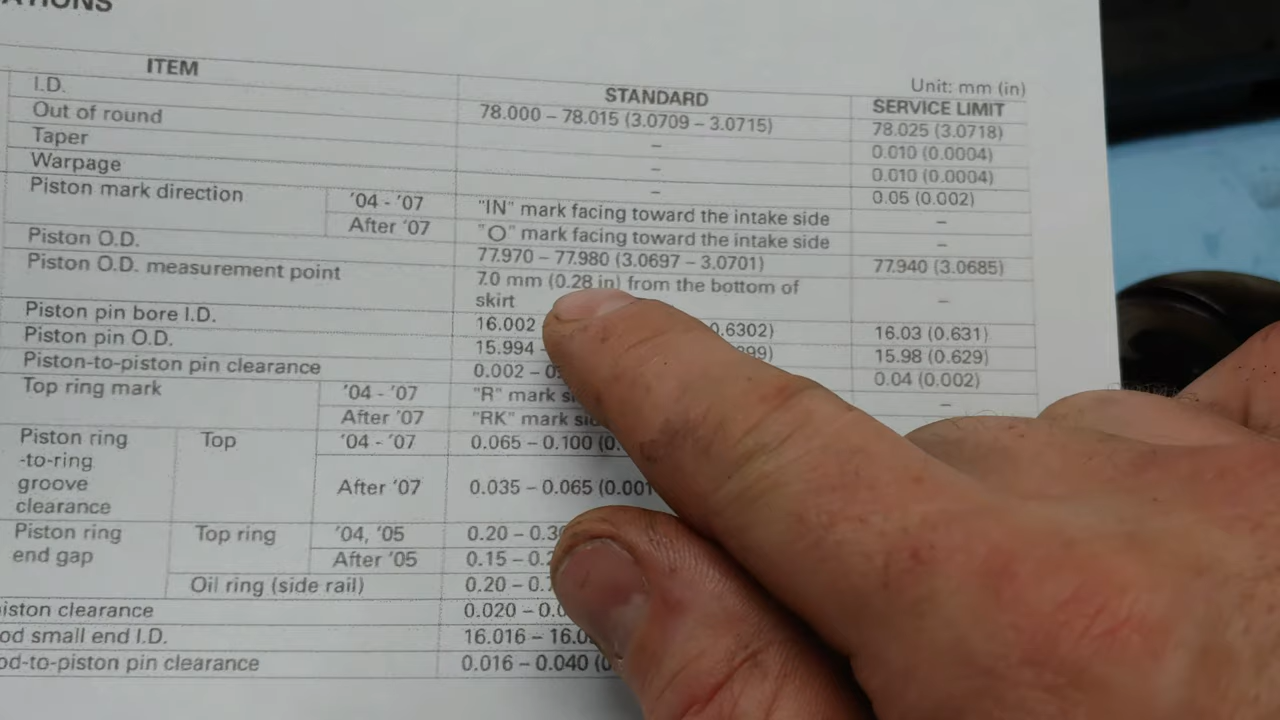 ATIONS
Unit: mm (in)
ITEM STANDARD SERVICE LIMIT
I.D. 78.000 – 78.015 (3.0709 – 3.0715) 78.025 (3.0718)
Out of round – 0.010 (0.0004)
Taper – 0.010 (0.0004)
Warpage – 0.05 (0.002)
Piston mark direction '04 - '07 "IN" mark facing toward the intake side –
After '07 "O" mark facing toward the intake side –
Piston O.D. 77.970 – 77.980 (3.0697 – 3.0701) 77.940 (3.0685)
Piston O.D. measurement point 7.0 mm (0.28 in) from the bottom of
skirt –
Piston pin bore I.D. 16.002 0.6302) 16.03 (0.631)
Piston pin O.D. 15.994 – 15.98 (0.629)
Piston-to-piston pin clearance 0.002 – 0.04 (0.002)
Top ring mark '04 - '07 "R" mark –
After '07 "RK" mark
Piston ring
-to-ring
groove
clearance
Top '04 - '07 0.065 – 0.100 (0.
After '07 0.035 – 0.065 (0.001
Piston ring
end gap
Top ring '04, '05 0.20 –
After '05 0.15 –
Oil ring (side rail) 0.20 –
iston clearance 0.020 –
od small end I.D. 16.016 –
od-to-piston pin clearance 0.016 – 0.040 (0